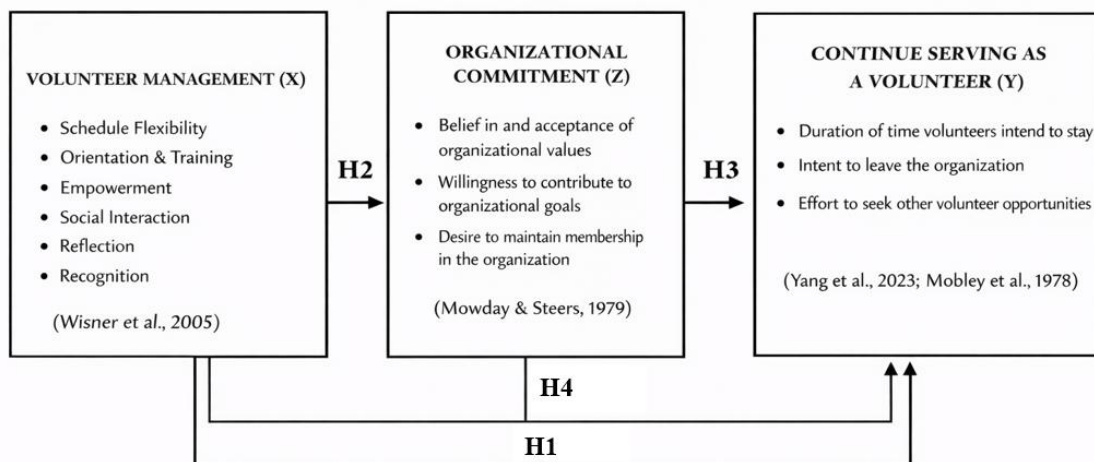 VOLUNTEER MANAGEMENT (X)
• Schedule Flexibility
• Orientation & Training
• Empowerment
• Social Interaction
• Reflection
• Recognition
(Wisner et al., 2005)
H2
ORGANIZATIONAL
COMMITMENT (Z)
• Belief in and acceptance of
organizational values
• Willingness to contribute to
organizational goals
• Desire to maintain membership
in the organization
(Mowday & Steers, 1979)
H3
CONTINUE SERVING AS
A VOLUNTEER (Y)
• Duration of time volunteers intend to stay
• Intent to leave the organization
• Effort to seek other volunteer opportunities
(Yang et al., 2023; Mobley et al., 1978)
H4
H1